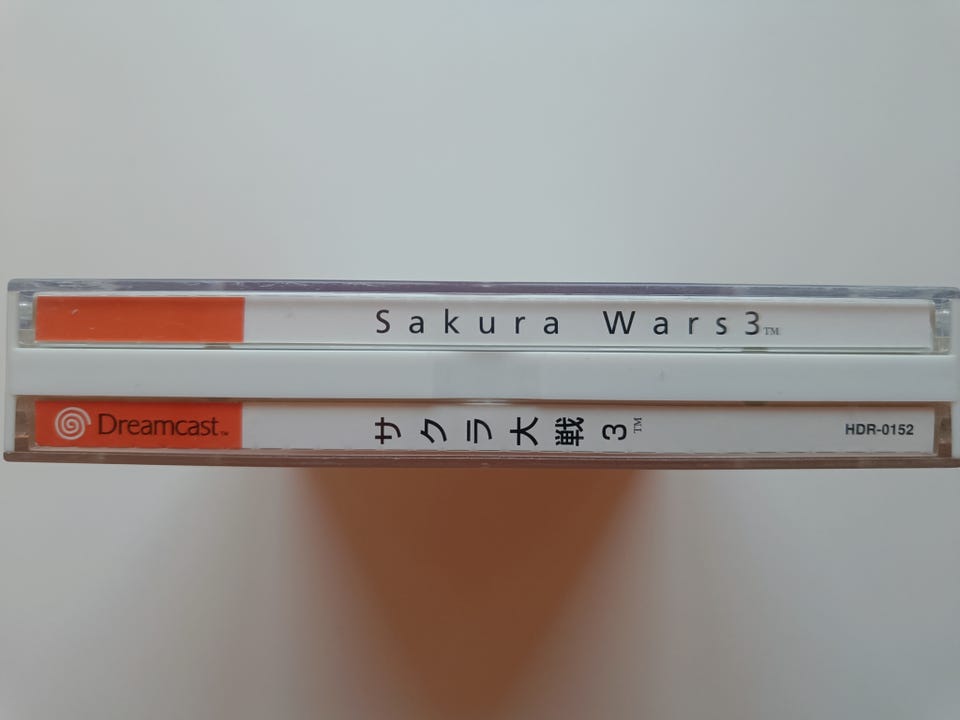 Sakura Wars3™
Dreamcast™ サクラ大戦3™ HDR-0152